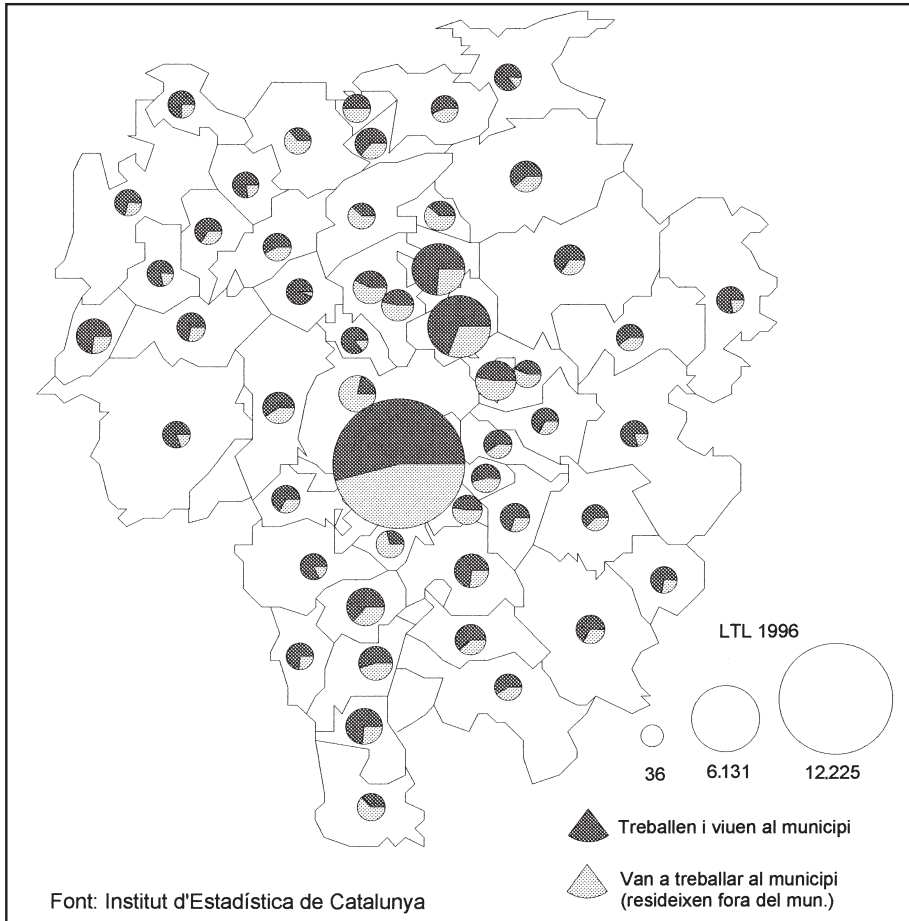 LTL 1996
36
6.131
12.225
Treballen i viuen al municipi
Van a treballar al municipi
(resideixen fora del mun.)
Font: Institut d'Estadística de Catalunya